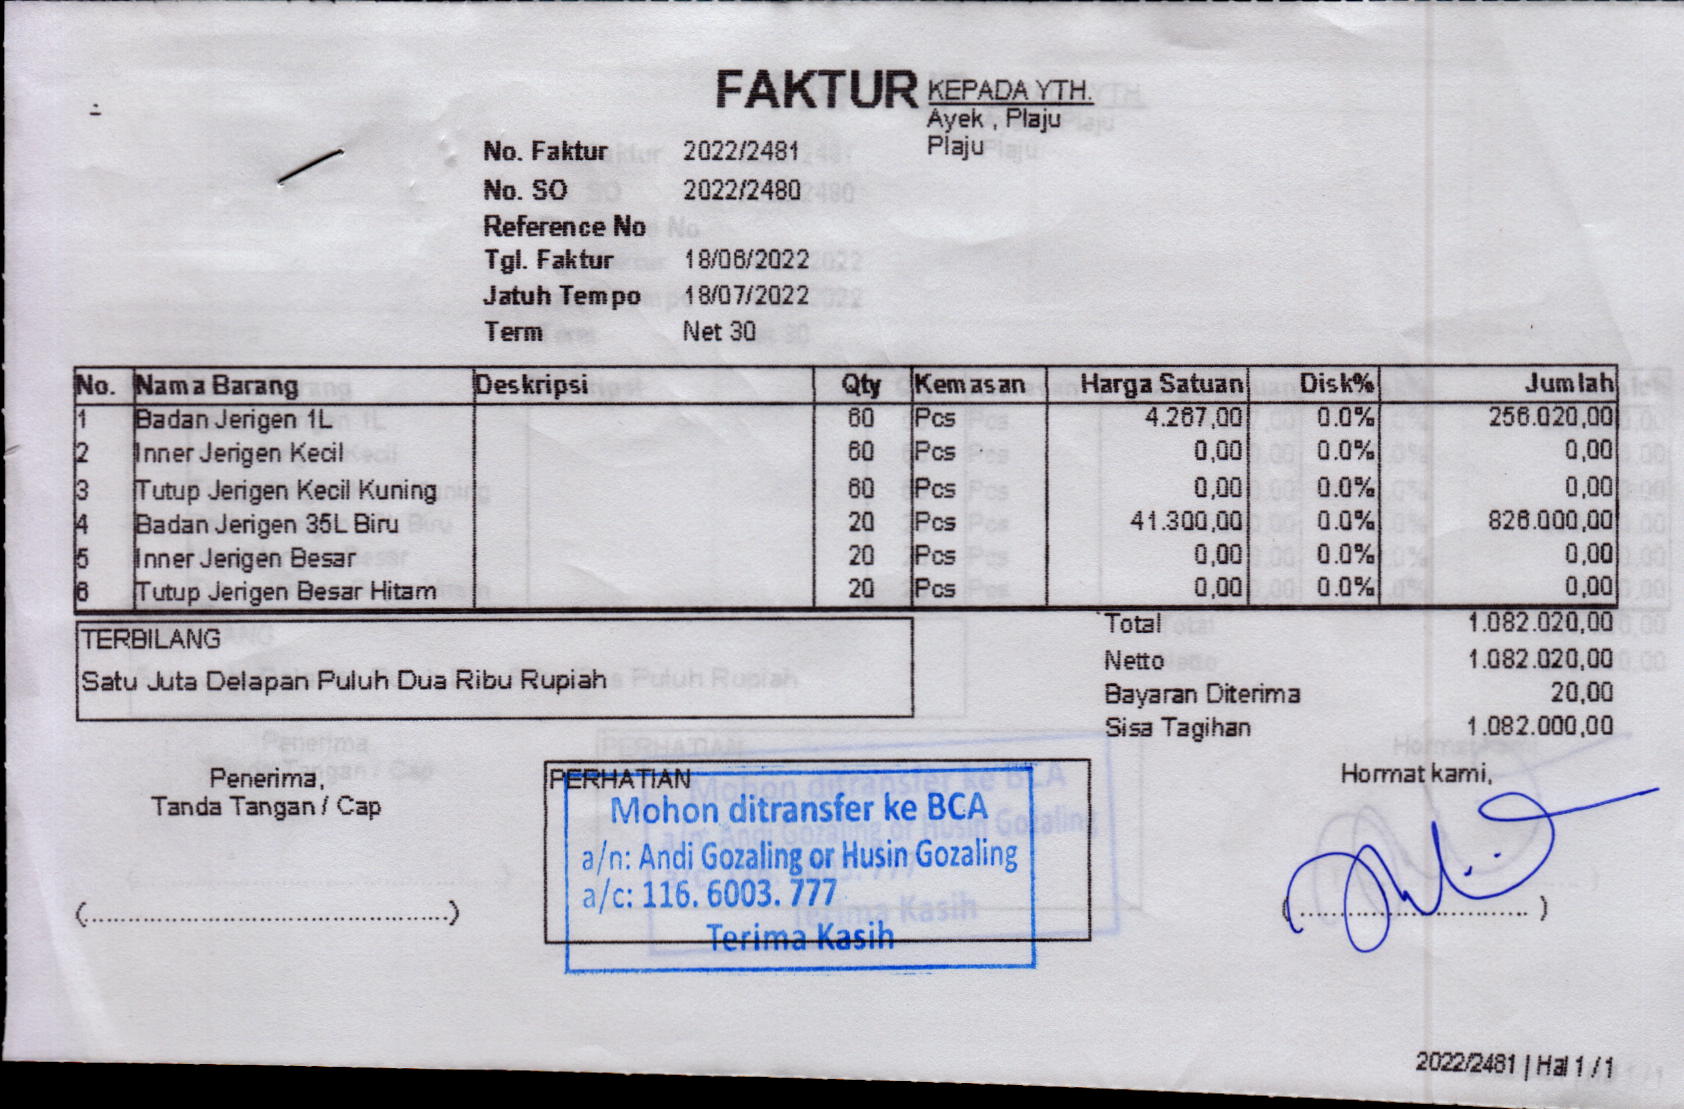 FAKTUR
KEPADA YTH.
Ayek , Plaju
Plaju
No. Faktur 2022/2481
No. SO 2022/2480
Reference No
Tgl. Faktur 18/06/2022
Jatuh Tempo 18/07/2022
Term Net 30
No. Nama Barang Deskripsi Qty Kemasan Harga Satuan Disk% Jumlah
1 Badan Jerigen 1L 60 Pcs 4.267,00 0.0% 256.020,00
2 Inner Jerigen Kecil 60 Pcs 0,00 0.0% 0,00
3 Tutup Jerigen Kecil Kuning 60 Pcs 0,00 0.0% 0,00
4 Badan Jerigen 35L Biru 20 Pcs 41.300,00 0.0% 826.000,00
5 Inner Jerigen Besar 20 Pcs 0,00 0.0% 0,00
6 Tutup Jerigen Besar Hitam 20 Pcs 0,00 0.0% 0,00
TERBILANG
Satu Juta Delapan Puluh Dua Ribu Rupiah
Total 1.082.020,00
Netto 1.082.020,00
Bayaran Diterima 20,00
Sisa Tagihan 1.082.000,00
Penerima,
Tanda Tangan / Cap
(..................................................)
PERHATIAN
Mohon ditransfer ke BCA
a/n: Andi Gozaling or Husin Gozaling
a/c: 116. 6003. 777
Terima Kasih
Hormat kami,
(.................................. )
2022/2481 | Hal 1 / 1